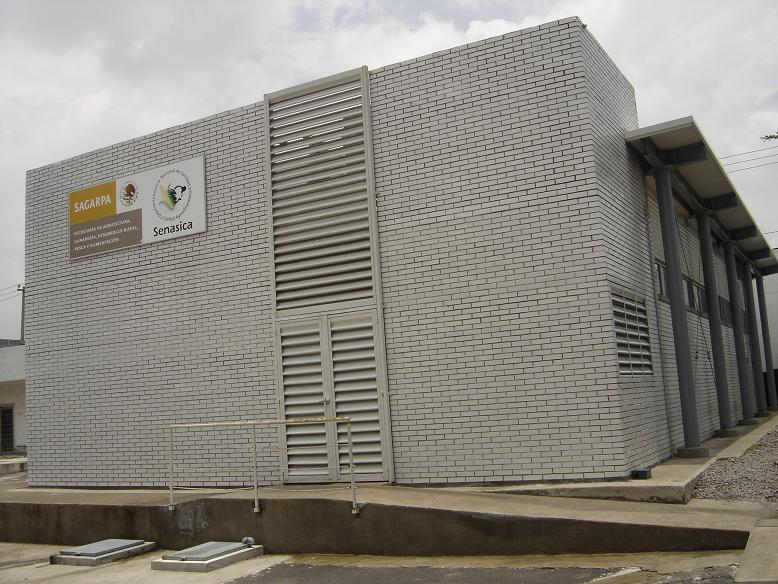 SAGARPA
SECRETARÍA DE AGRICULTURA,
GANADERÍA, DESARROLLO RURAL,
PESCA Y ALIMENTACIÓN
Senasica